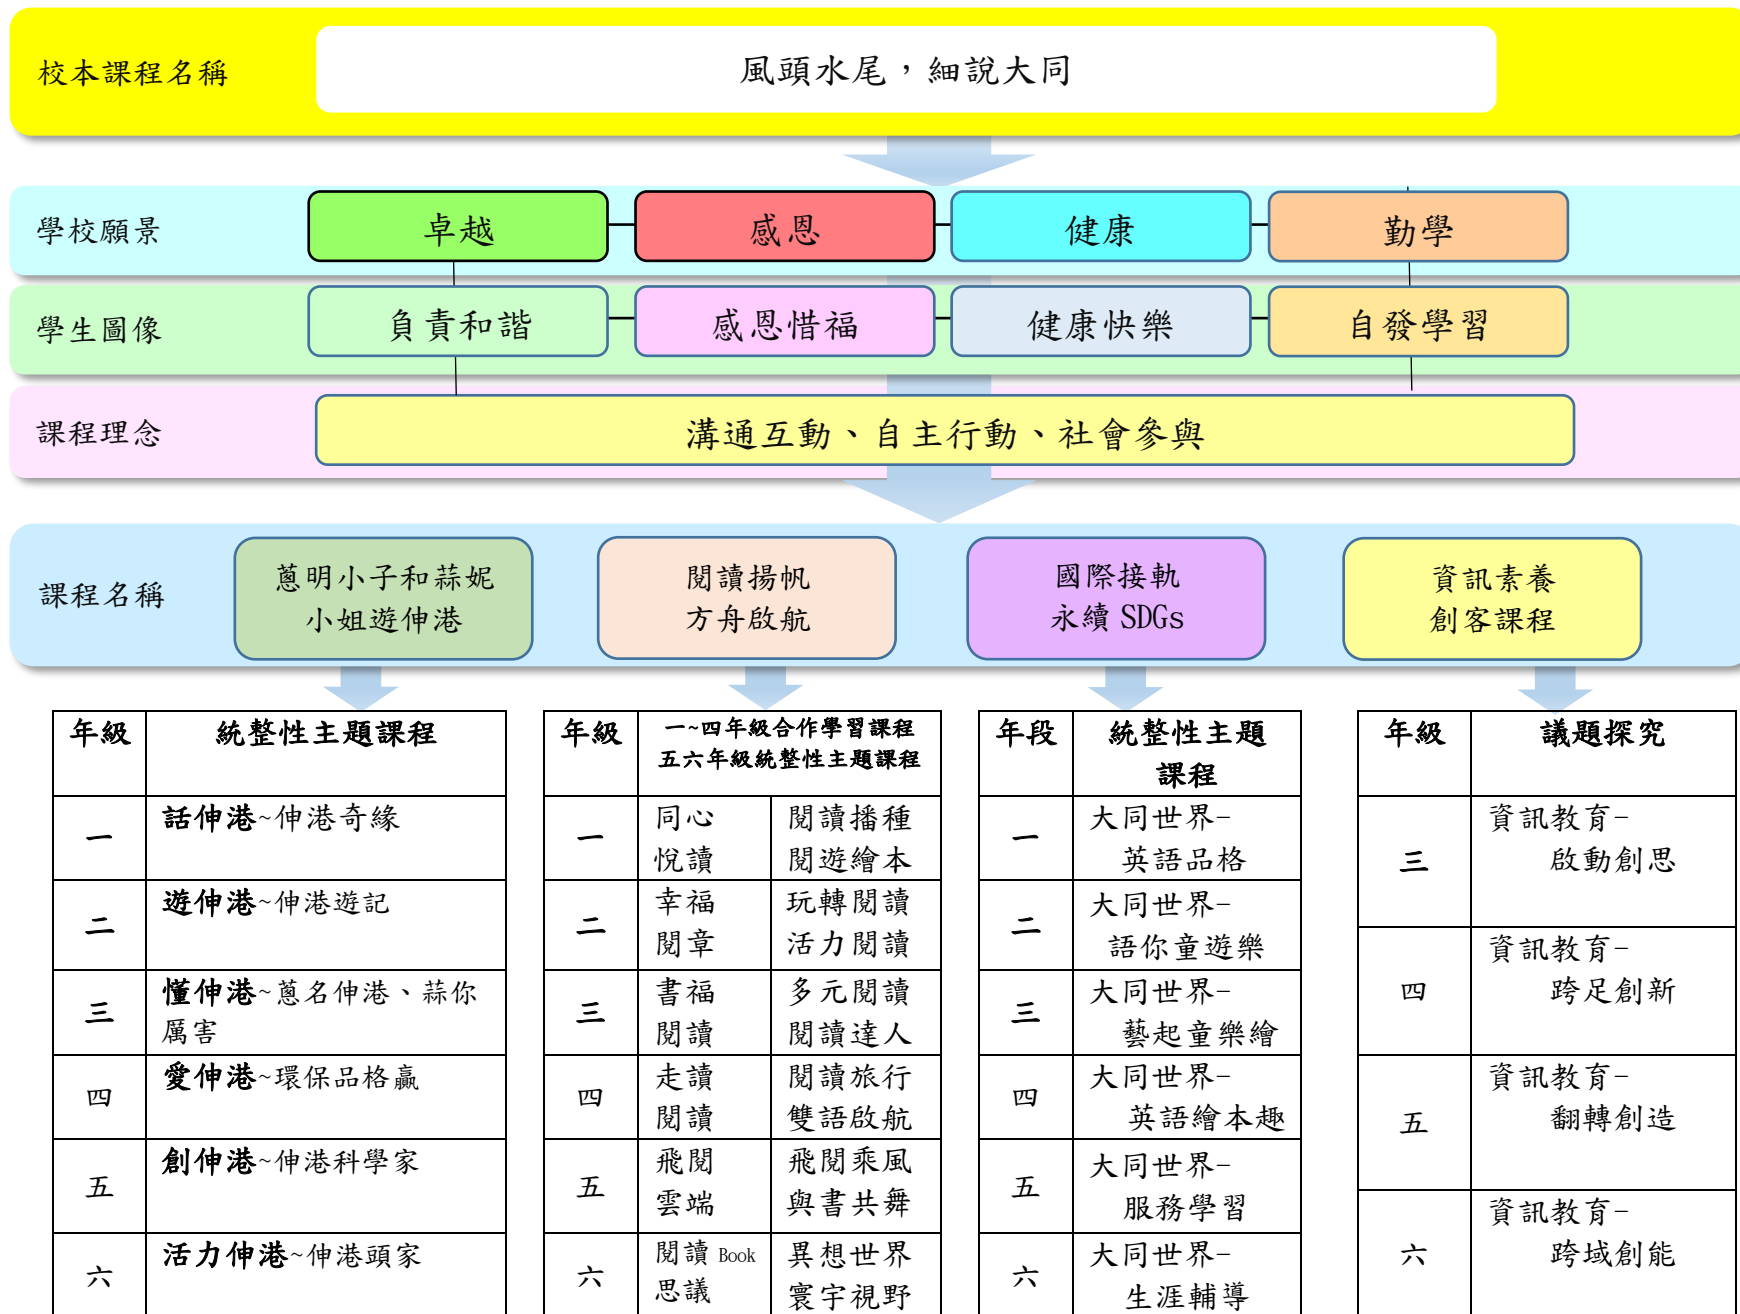 校本課程名稱
風頭水尾，細說大同
學校願景
卓越
感恩
健康
勤學
學生圖像
負責和諧
感恩惜福
健康快樂
自發學習
課程理念
溝通互動、自主行動、社會參與
課程名稱
蔥明小子和蒜妮
小姐遊伸港
閱讀揚帆
方舟啟航
國際接軌
永續 SDGs
資訊素養
創客課程
年級
統整性主題課程
一
話伸港~伸港奇緣
二
遊伸港~伸港遊記
三
懂伸港~蔥名伸港、蒜你
厲害
四
愛伸港~環保品格贏
五
創伸港~伸港科學家
六
活力伸港~伸港頭家
年級
一~四年級合作學習課程
五六年級統整性主題課程
一
同心
悅讀
閱讀播種
閱遊繪本
二
幸福
閱章
玩轉閱讀
活力閱讀
三
書福
閱讀
多元閱讀
閱讀達人
四
走讀
閱讀
閱讀旅行
雙語啟航
五
飛閱
雲端
飛閱乘風
與書共舞
六
閱讀 Book
思議
異想世界
寰宇視野
年段
統整性主題
課程
一
大同世界-
英語品格
二
大同世界-
語你童遊樂
三
大同世界-
藝起童樂繪
四
大同世界-
英語繪本趣
五
大同世界-
服務學習
六
大同世界-
生涯輔導
年級
議題探究
三
資訊教育-
啟動創思
四
資訊教育-
跨足創新
五
資訊教育-
翻轉創造
六
資訊教育-
跨域創能